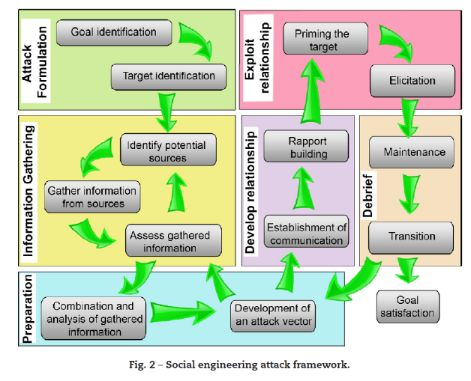 Attack
Formulation
Goal identification
Target identification
Exploit
relationship
Priming the
target
Elicitation
Information Gathering
Identify potential
sources
Gather information
from sources
Assess gathered
information
Develop relationship
Rapport
building
Establishment of
communication
Debrief
Maintenance
Transition
Goal
satisfaction
Preparation
Combination and
analysis of gathered
information
Development of
an attack vector
Fig. 2 – Social engineering attack framework.